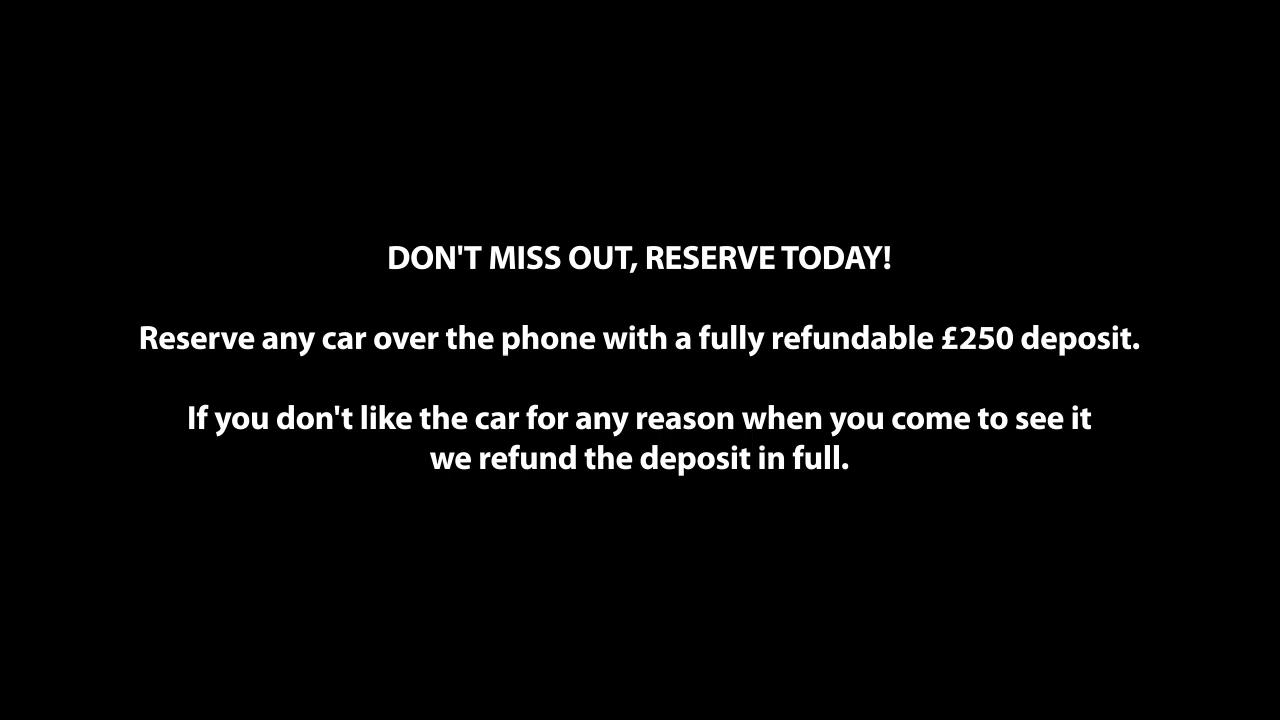 DON'T MISS OUT, RESERVE TODAY!
Reserve any car over the phone with a fully refundable £250 deposit.
If you don't like the car for any reason when you come to see it
we refund the deposit in full.